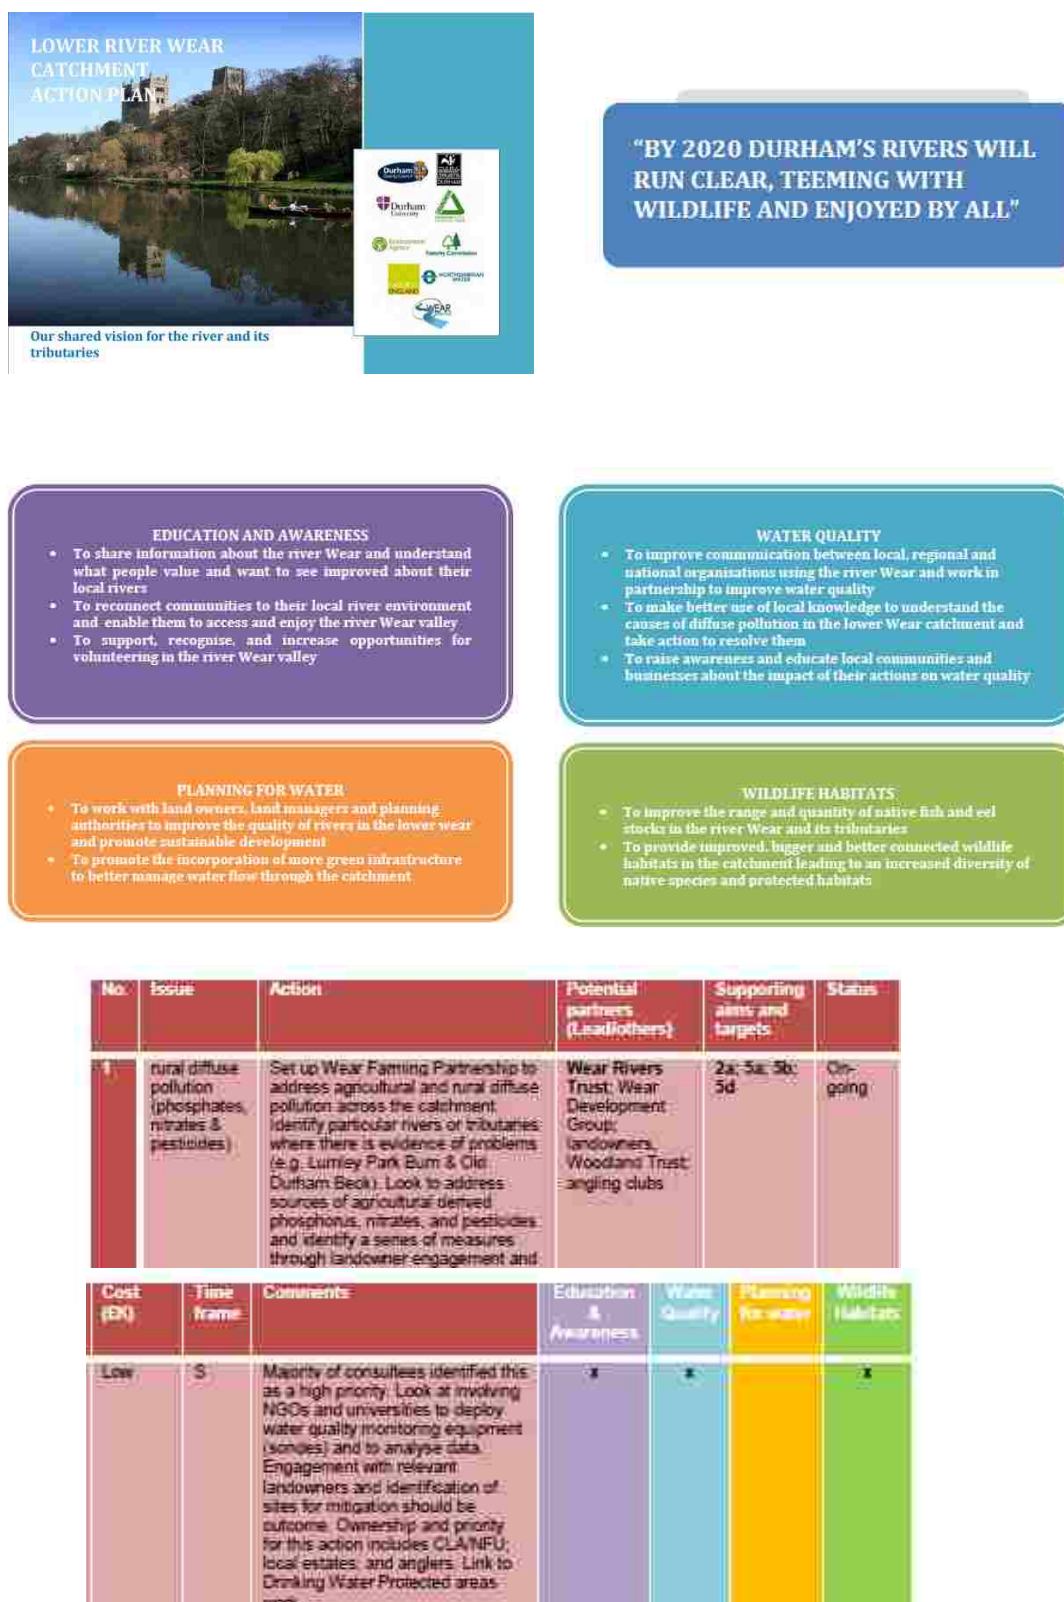 LOWER RIVER WEAR
CATCHMENT
ACTION PLAN
Durham
Durham
University
Environment
Agency
Forestry Commission
ENGLAND
NORTHUMBRIAN
WATER
WEAR
Our shared vision for the river and its
tributaries
“BY 2020 DURHAM’S RIVERS WILL
RUN CLEAR, TEEMING WITH
WILDLIFE AND ENJOYED BY ALL”
EDUCATION AND AWARENESS
• To share information about the river Wear and understand
what people value and want to see improved about their
local rivers
• To reconnect communities to their local river environment
and enable them to access and enjoy the river Wear valley
• To support, recognise, and increase opportunities for
volunteering in the river Wear valley
WATER QUALITY
• To improve communication between local, regional and
national organisations using the river Wear and work in
partnership to improve water quality
• To make better use of local knowledge to understand the
causes of diffuse pollution in the lower Wear catchment and
take action to resolve them
• To raise awareness and educate local communities and
businesses about the impact of their actions on water quality
PLANNING FOR WATER
• To work with land owners, land managers and planning
authorities to improve the quality of rivers in the lower wear
and promote sustainable development
• To promote the incorporation of more green infrastructure
to better manage water flow through the catchment
WILDLIFE HABITATS
• To improve the range and quantity of native fish and eel
stocks in the river Wear and its tributaries
• To provide improved, bigger and better connected wildlife
habitats in the catchment leading to an increased diversity of
native species and protected habitats
No.
Issue
Action
Potential
partners
(Lead/others)
Supporting
aims and
targets
Status
1
rural diffuse
pollution
(phosphates,
nitrates &
pesticides)
Set up Wear Farming Partnership to
address agricultural and rural diffuse
pollution across the catchment.
Identify particular rivers or tributaries
where there is evidence of problems
(e.g. Lumley Park Burn & Old
Durham Beck). Look to address
sources of agricultural derived
phosphorus, nitrates, and pesticides
and identify a series of measures
through landowner engagement and
Wear Rivers
Trust; Wear
Development
Group;
landowners,
Woodland Trust;
angling clubs
2a; 5a; 5b;
5d
On-
going
Cost
(£K)
Time
frame
Comments
Education
&
Awareness
Water
Quality
Planning
for water
Wildlife
Habitats
Low
S
Majority of consultees identified this
as a high priority. Look at involving
NGOs and universities to deploy
water quality monitoring equipment
(sondes) and to analyse data.
Engagement with relevant
landowners and identification of
sites for mitigation should be
outcome. Ownership and priority
for this action includes CLA/NFU;
local estates; and anglers. Link to
Drinking Water Protected areas
x
x
x